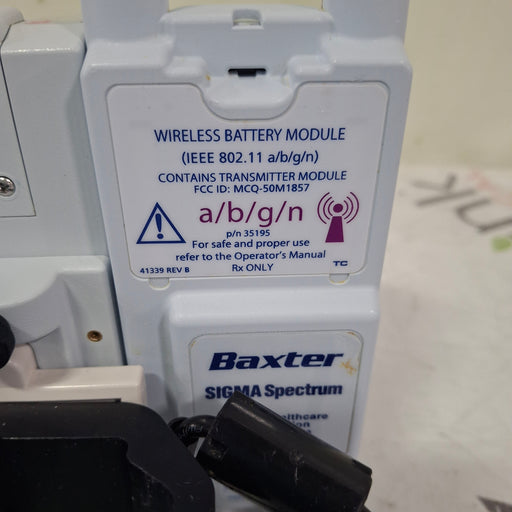 WIRELESS BATTERY MODULE
(IEEE 802.11 a/b/g/n)
CONTAINS TRANSMITTER MODULE
FCC ID: MCQ-50M1857
a/b/g/n
p/n 35195
For safe and proper use
refer to the Operator's Manual
41339 REV B Rx ONLY TC
Baxter
SIGMA Spectrum